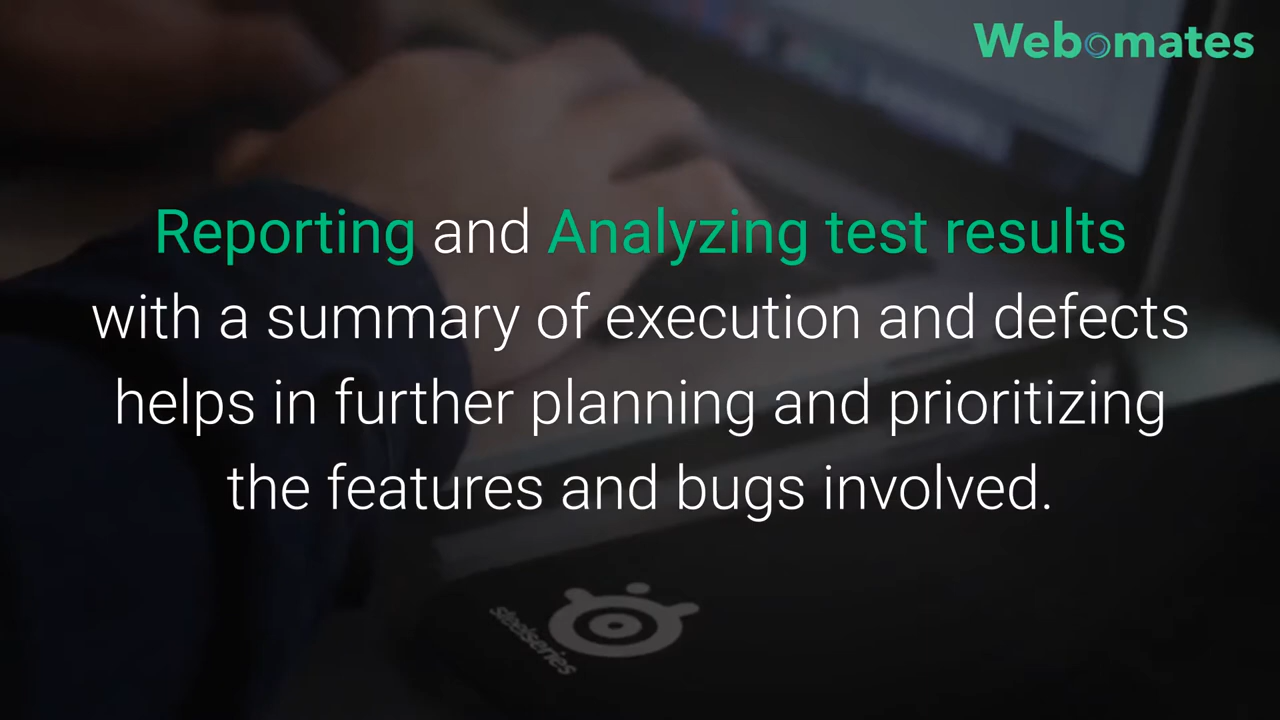 Webomates
Reporting and Analyzing test results
with a summary of execution and defects
helps in further planning and prioritizing
the features and bugs involved.
steelseries